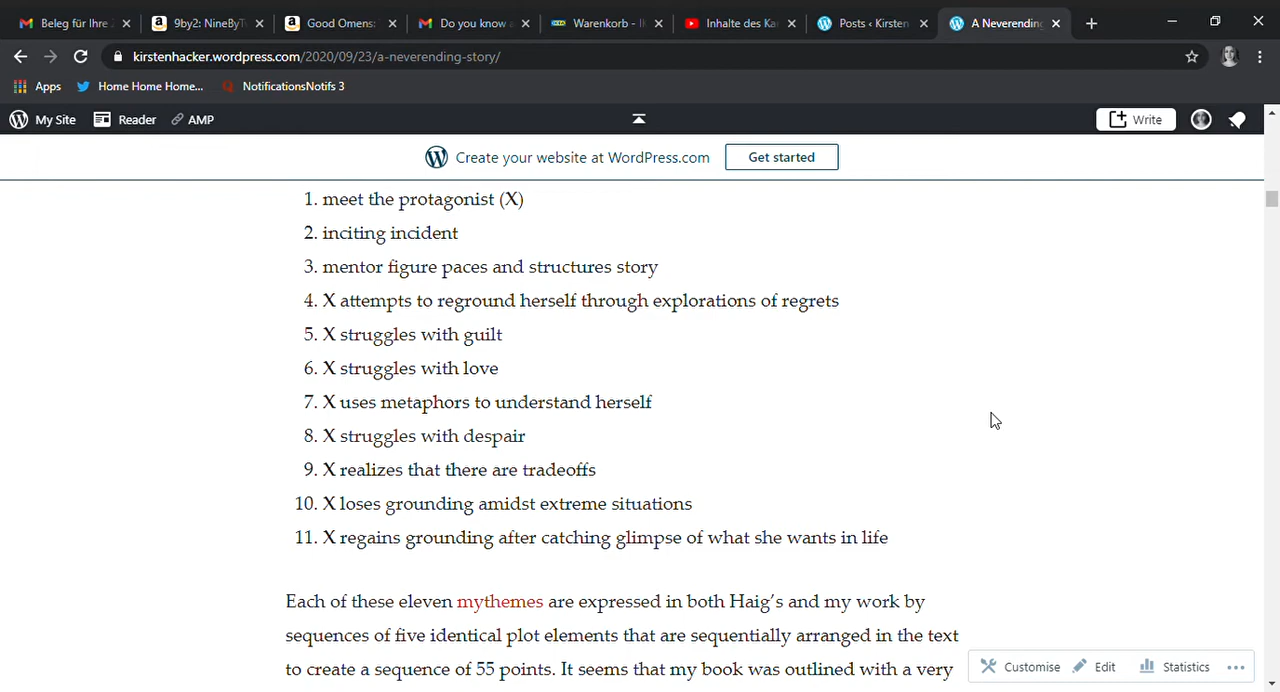 Beleg für Ihre
9by2: NineByTw
Good Omens:
Do you know a
Warenkorb - I
Inhalte des Ka
Posts ‹ Kirsten
A Neverending
kirstenhacker.wordpress.com/2020/09/23/a-neverending-story/
Apps
Home Home Home...
NotificationsNotifs 3
My Site
Reader
AMP
Write
Create your website at WordPress.com
Get started
1. meet the protagonist (X)
2. inciting incident
3. mentor figure paces and structures story
4. X attempts to reground herself through explorations of regrets
5. X struggles with guilt
6. X struggles with love
7. X uses metaphors to understand herself
8. X struggles with despair
9. X realizes that there are tradeoffs
10. X loses grounding amidst extreme situations
11. X regains grounding after catching glimpse of what she wants in life
Each of these eleven mythemes are expressed in both Haig's and my work by
sequences of five identical plot elements that are sequentially arranged in the text
to create a sequence of 55 points. It seems that my book was outlined with a very
Customise
Edit
Statistics